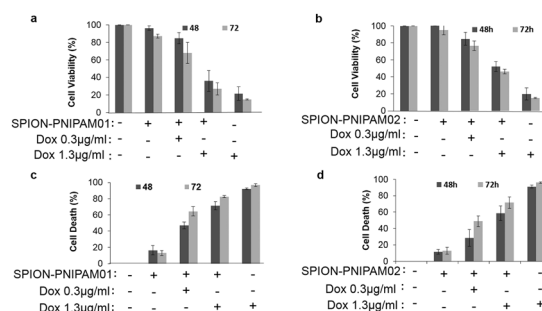 a
48 72
Cell Viability (%)
100
80
60
40
20
0
SPION-PNIPAM01: - + + + -
Dox 0.3µg/ml : +
Dox 1.3µg/ml : + +
b
48h 72h
Cell Viability (%)
100
80
60
40
20
0
SPION-PNIPAM02: - + + + -
Dox 0.3µg/ml : - - + - -
Dox 1.3µg/ml : - - - + +
c
48 72
Cell Death (%)
100
80
60
40
20
0
SPION-PNIPAM01: - + + + -
Dox 0.3µg/ml : - - + - -
Dox 1.3µg/ml : - - - + +
d
48h 72h
Cell Death (%)
100
80
60
40
20
0
SPION-PNIPAM02: - + + + -
Dox 0.3µg/ml : - - + - -
Dox 1.3µg/ml : - - - + +